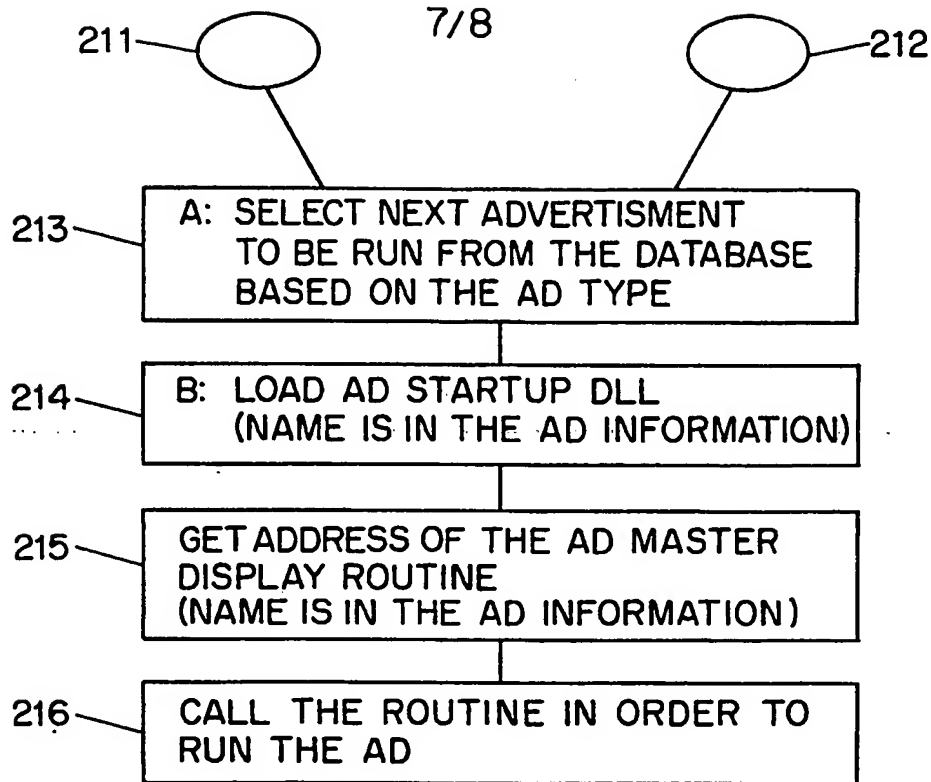 7/8
211
212
213
A: SELECT NEXT ADVERTISMENT
TO BE RUN FROM THE DATABASE
BASED ON THE AD TYPE
214
B: LOAD AD STARTUP DLL
(NAME IS IN THE AD INFORMATION)
215
GET ADDRESS OF THE AD MASTER
DISPLAY ROUTINE
(NAME IS IN THE AD INFORMATION)
216
CALL THE ROUTINE IN ORDER TO
RUN THE AD